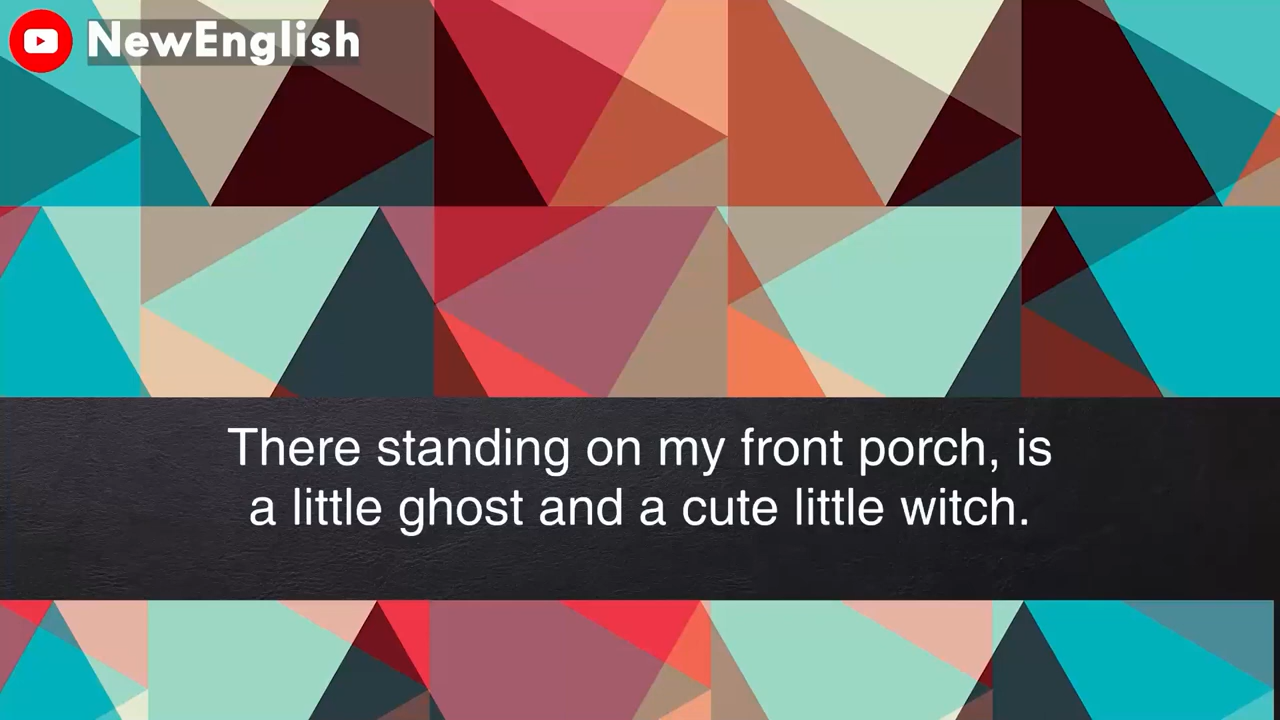 NewEnglish
There standing on my front porch, is
a little ghost and a cute little witch.